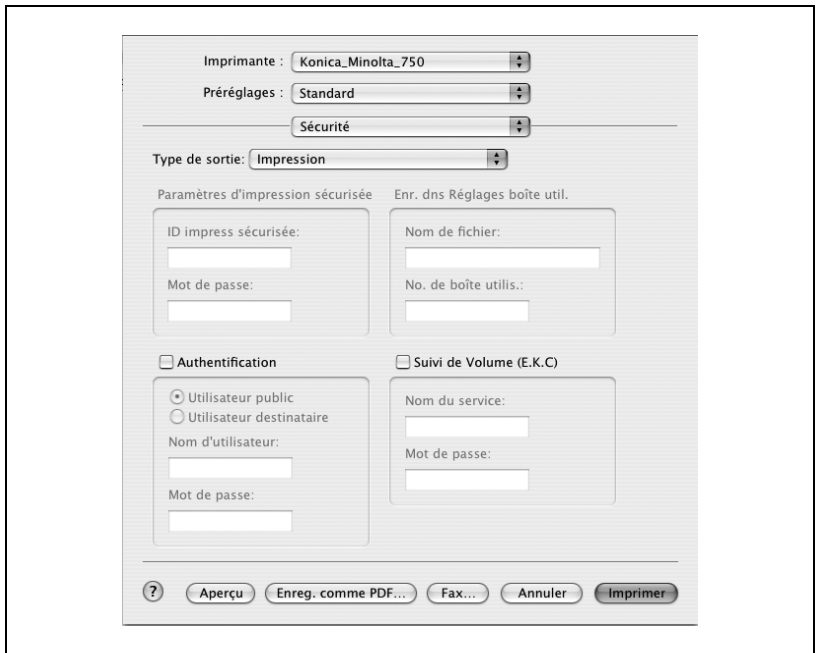 Imprimante : Konica_Minolta_750
Préréglages : Standard
Sécurité
Type de sortie: Impression
Paramètres d'impression sécurisée
ID impress sécurisée:
Mot de passe:
Enr. dns Réglages boîte util.
Nom de fichier:
No. de boîte utilis.:
Authentification
Utilisateur public
Utilisateur destinataire
Nom d'utilisateur:
Mot de passe:
Suivi de Volume (E.K.C)
Nom du service:
Mot de passe:
? Aperçu Enreg. comme PDF... Fax... Annuler Imprimer